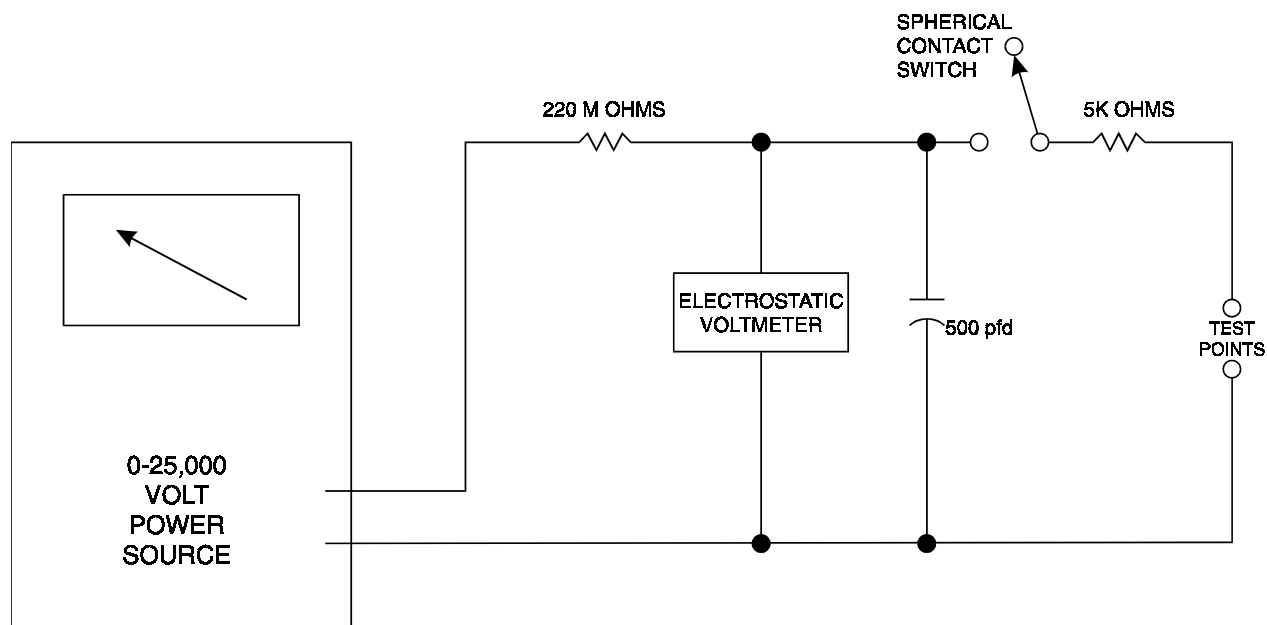 SPHERICAL
CONTACT
SWITCH
220 M OHMS
5K OHMS
ELECTROSTATIC
VOLTMETER
500 pfd
TEST
POINTS
0-25,000
VOLT
POWER
SOURCE